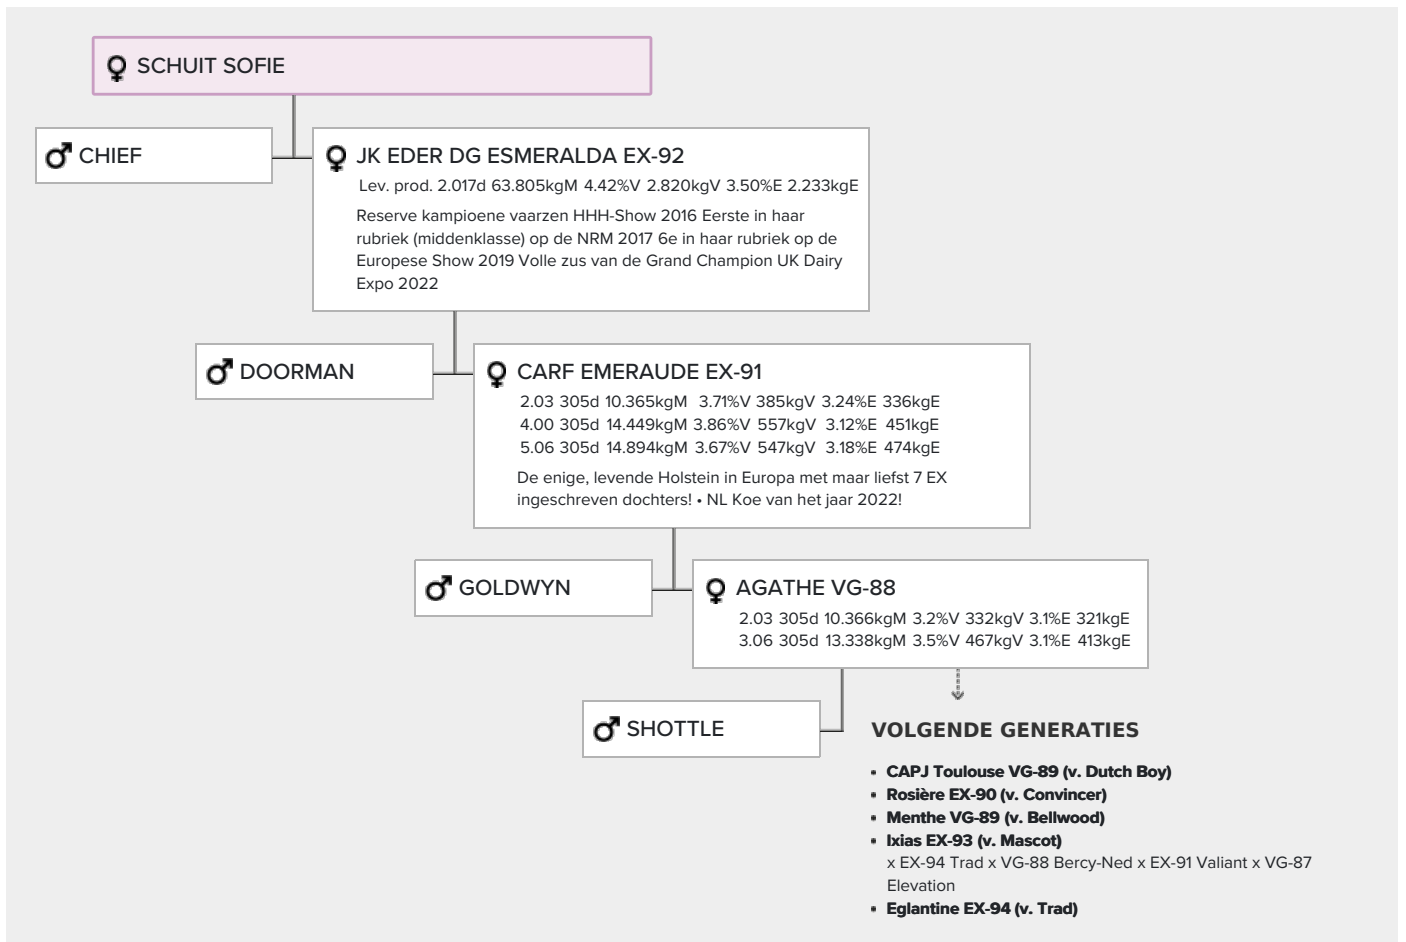 SCHUIT SOFIE
CHIEF
JK EDER DG ESMERALDA EX-92
Lev. prod. 2.017d 63.805kgM 4.42%V 2.820kgV 3.50%E 2.233kgE
Reserve kampioene vaarzen HHH-Show 2016 Eerste in haar
rubriek (middenklasse) op de NRM 2017 6e in haar rubriek op de
Europese Show 2019 Volle zus van de Grand Champion UK Dairy
Expo 2022
DOORMAN
CARF EMERAUDE EX-91
2.03 305d 10.365kgM 3.71%V 385kgV 3.24%E 336kgE
4.00 305d 14.449kgM 3.86%V 557kgV 3.12%E 451kgE
5.06 305d 14.894kgM 3.67%V 547kgV 3.18%E 474kgE
De enige, levende Holstein in Europa met maar liefst 7 EX
ingeschreven dochters! • NL Koe van het jaar 2022!
GOLDWYN
AGATHE VG-88
2.03 305d 10.366kgM 3.2%V 332kgV 3.1%E 321kgE
3.06 305d 13.338kgM 3.5%V 467kgV 3.1%E 413kgE
SHOTTLE
VOLGENDE GENERATIES
• CAPJ Toulouse VG-89 (v. Dutch Boy)
• Rosière EX-90 (v. Convincer)
• Menthe VG-89 (v. Bellwood)
• Ixias EX-93 (v. Mascot)
x EX-94 Trad x VG-88 Bercy-Ned x EX-91 Valiant x VG-87
Elevation
• Eglantine EX-94 (v. Trad)